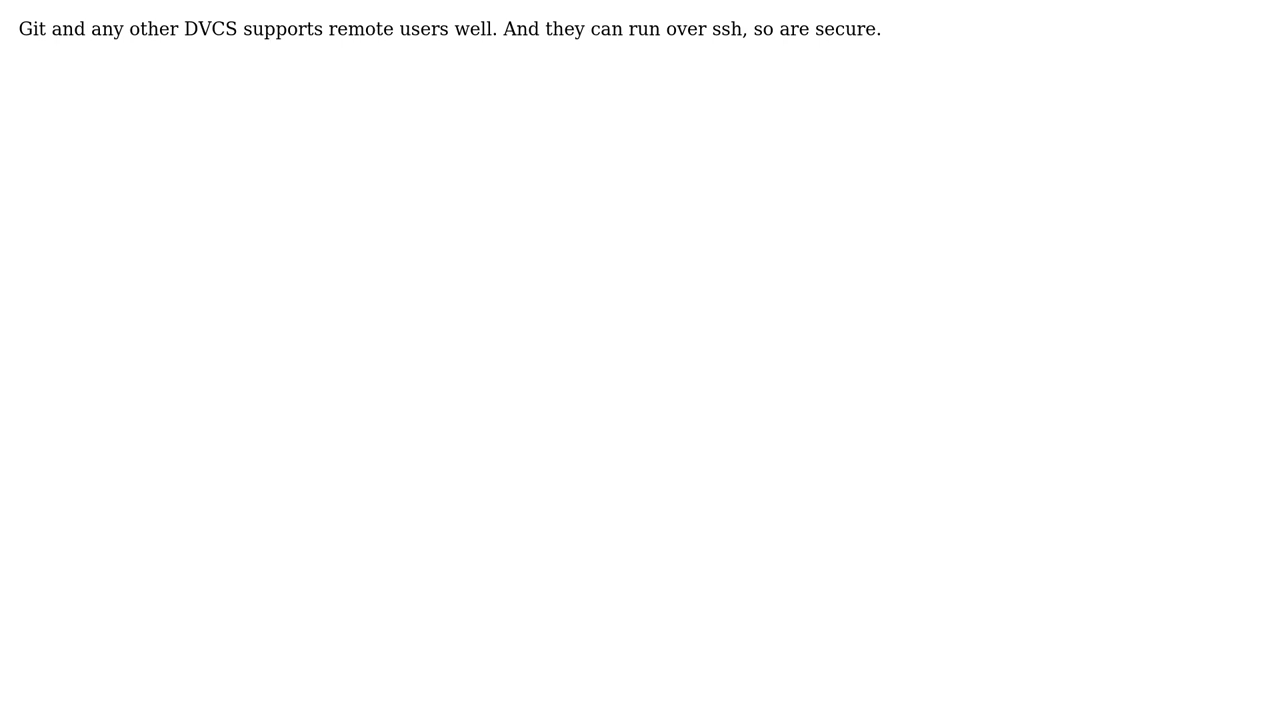 Git and any other DVCS supports remote users well. And they can run over ssh, so are secure.